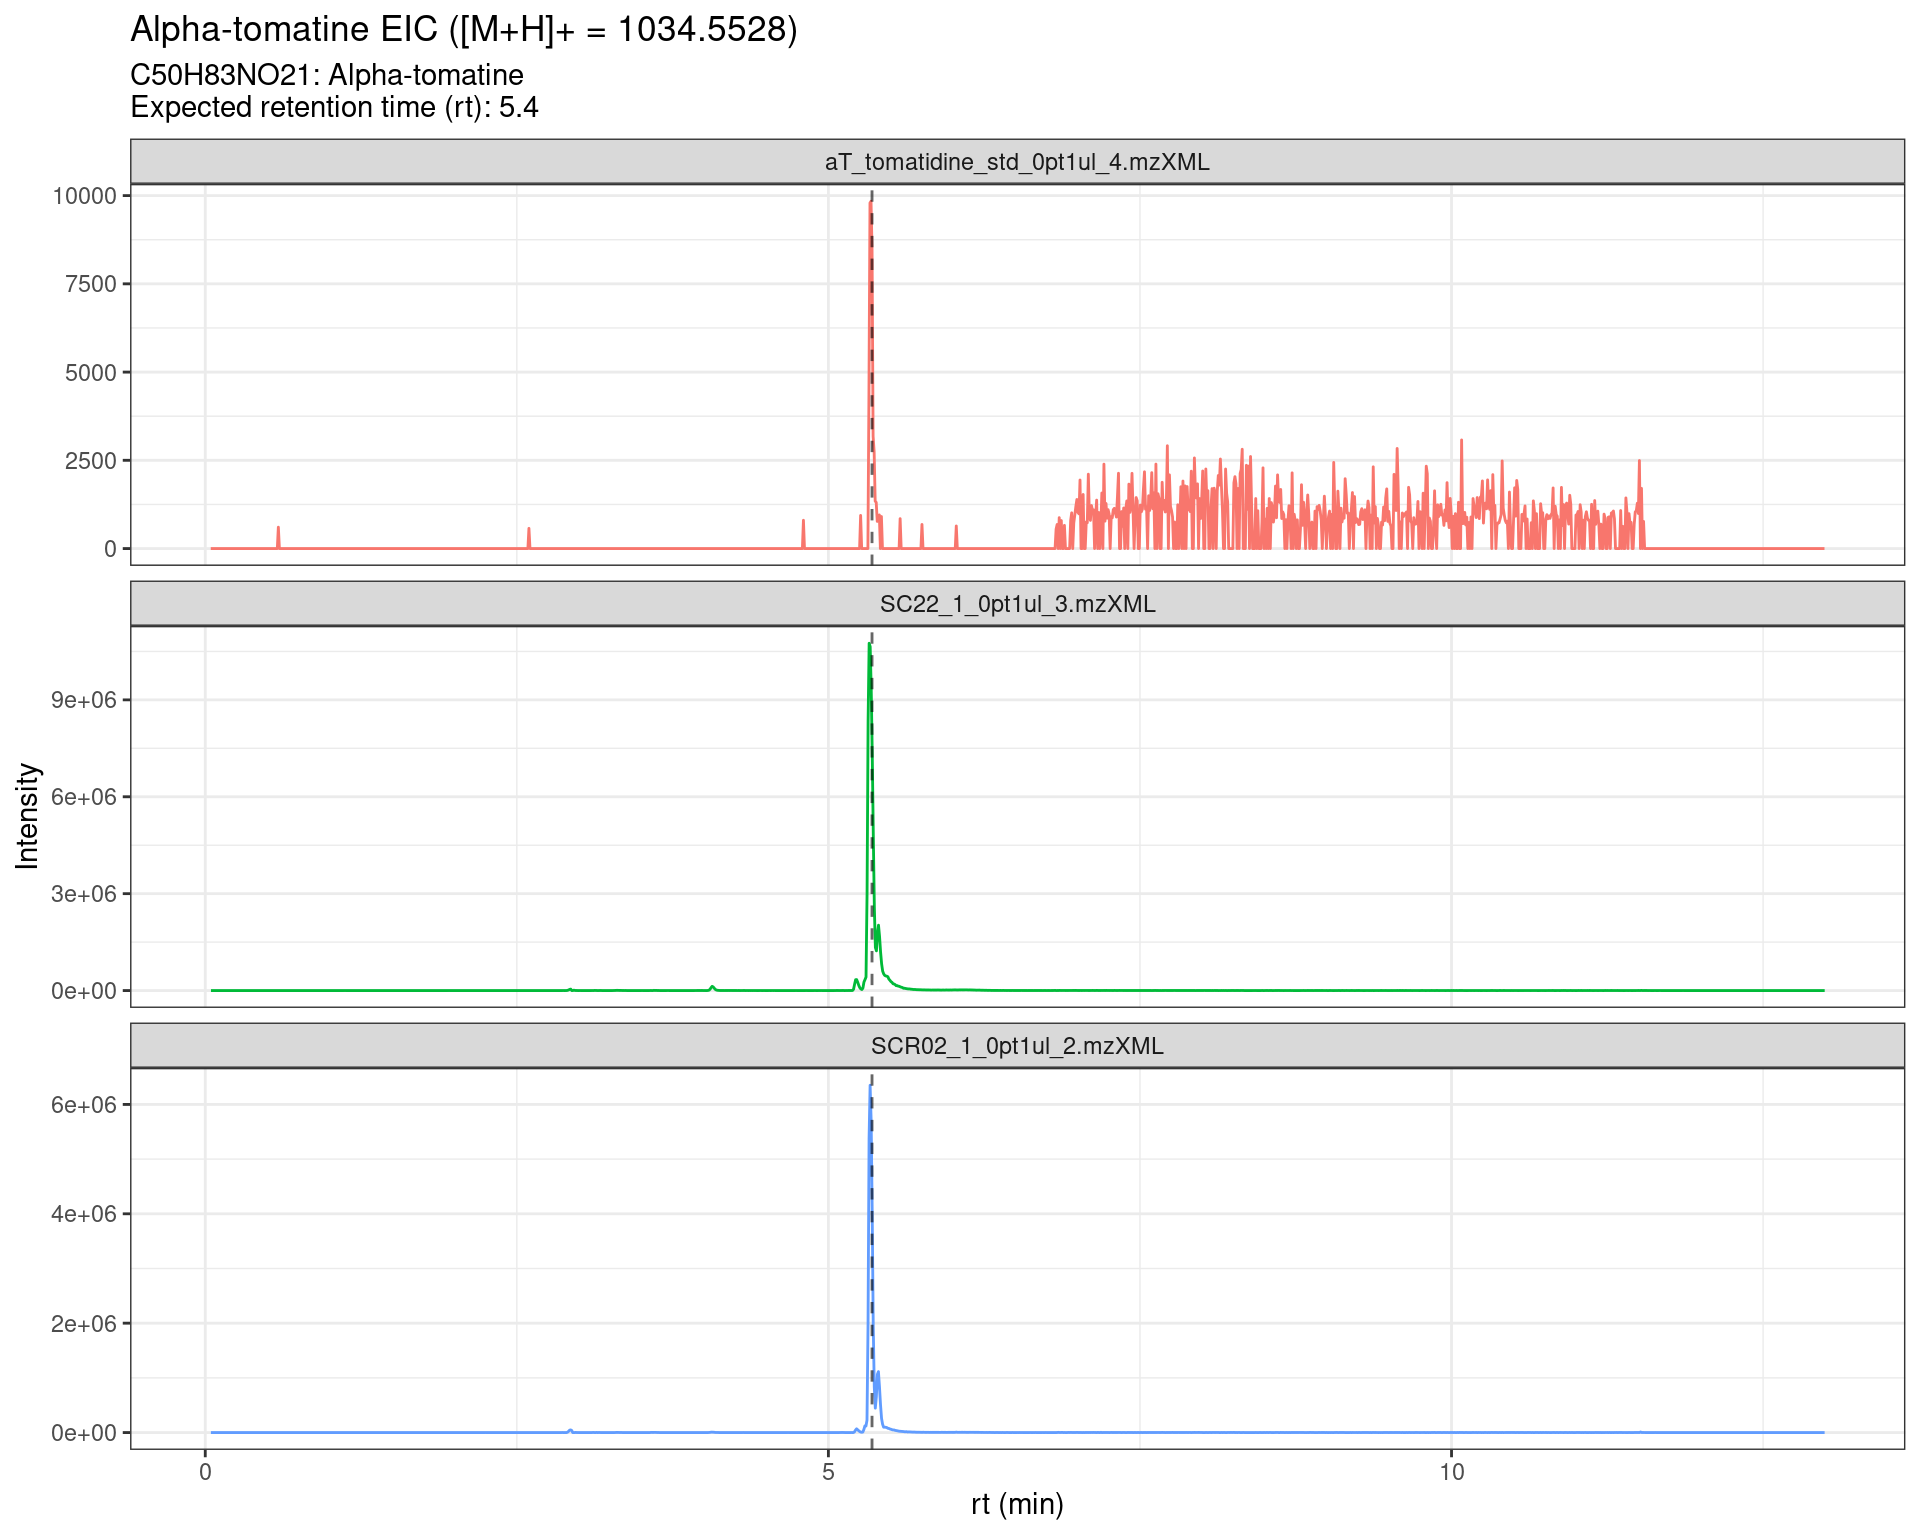 Alpha-tomatine EIC ([M+H]+ = 1034.5528)
C50H83NO21: Alpha-tomatine
Expected retention time (rt): 5.4
aT_tomatidine_std_0pt1ul_4.mzXML
10000
7500
5000
2500
0
SC22_1_0pt1ul_3.mzXML
9e+06
6e+06
3e+06
0e+00
Intensity
SCR02_1_0pt1ul_2.mzXML
6e+06
4e+06
2e+06
0e+00
0 5 10
rt (min)